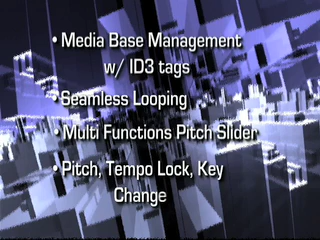 • Media Base Management
w/ ID3 tags
• Seamless Looping
• Multi Functions Pitch Slider
• Pitch, Tempo Lock, Key
Change